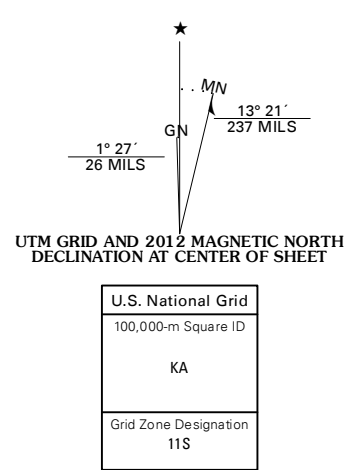 ★
MN
GN
13° 21´
237 MILS
1° 27´
26 MILS
UTM GRID AND 2012 MAGNETIC NORTH
DECLINATION AT CENTER OF SHEET
U.S. National Grid
100,000-m Square ID
KA
Grid Zone Designation
11S